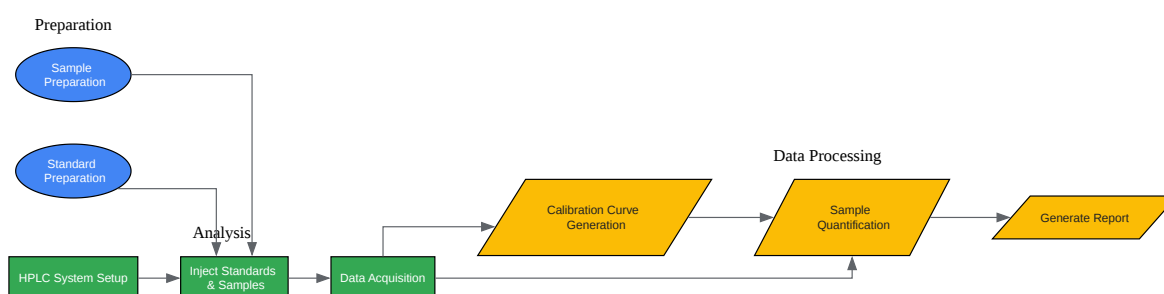 Preparation
Sample
Preparation
Standard
Preparation
Analysis
HPLC System Setup
Inject Standards
& Samples
Data Acquisition
Calibration Curve
Generation
Data Processing
Sample
Quantification
Generate Report